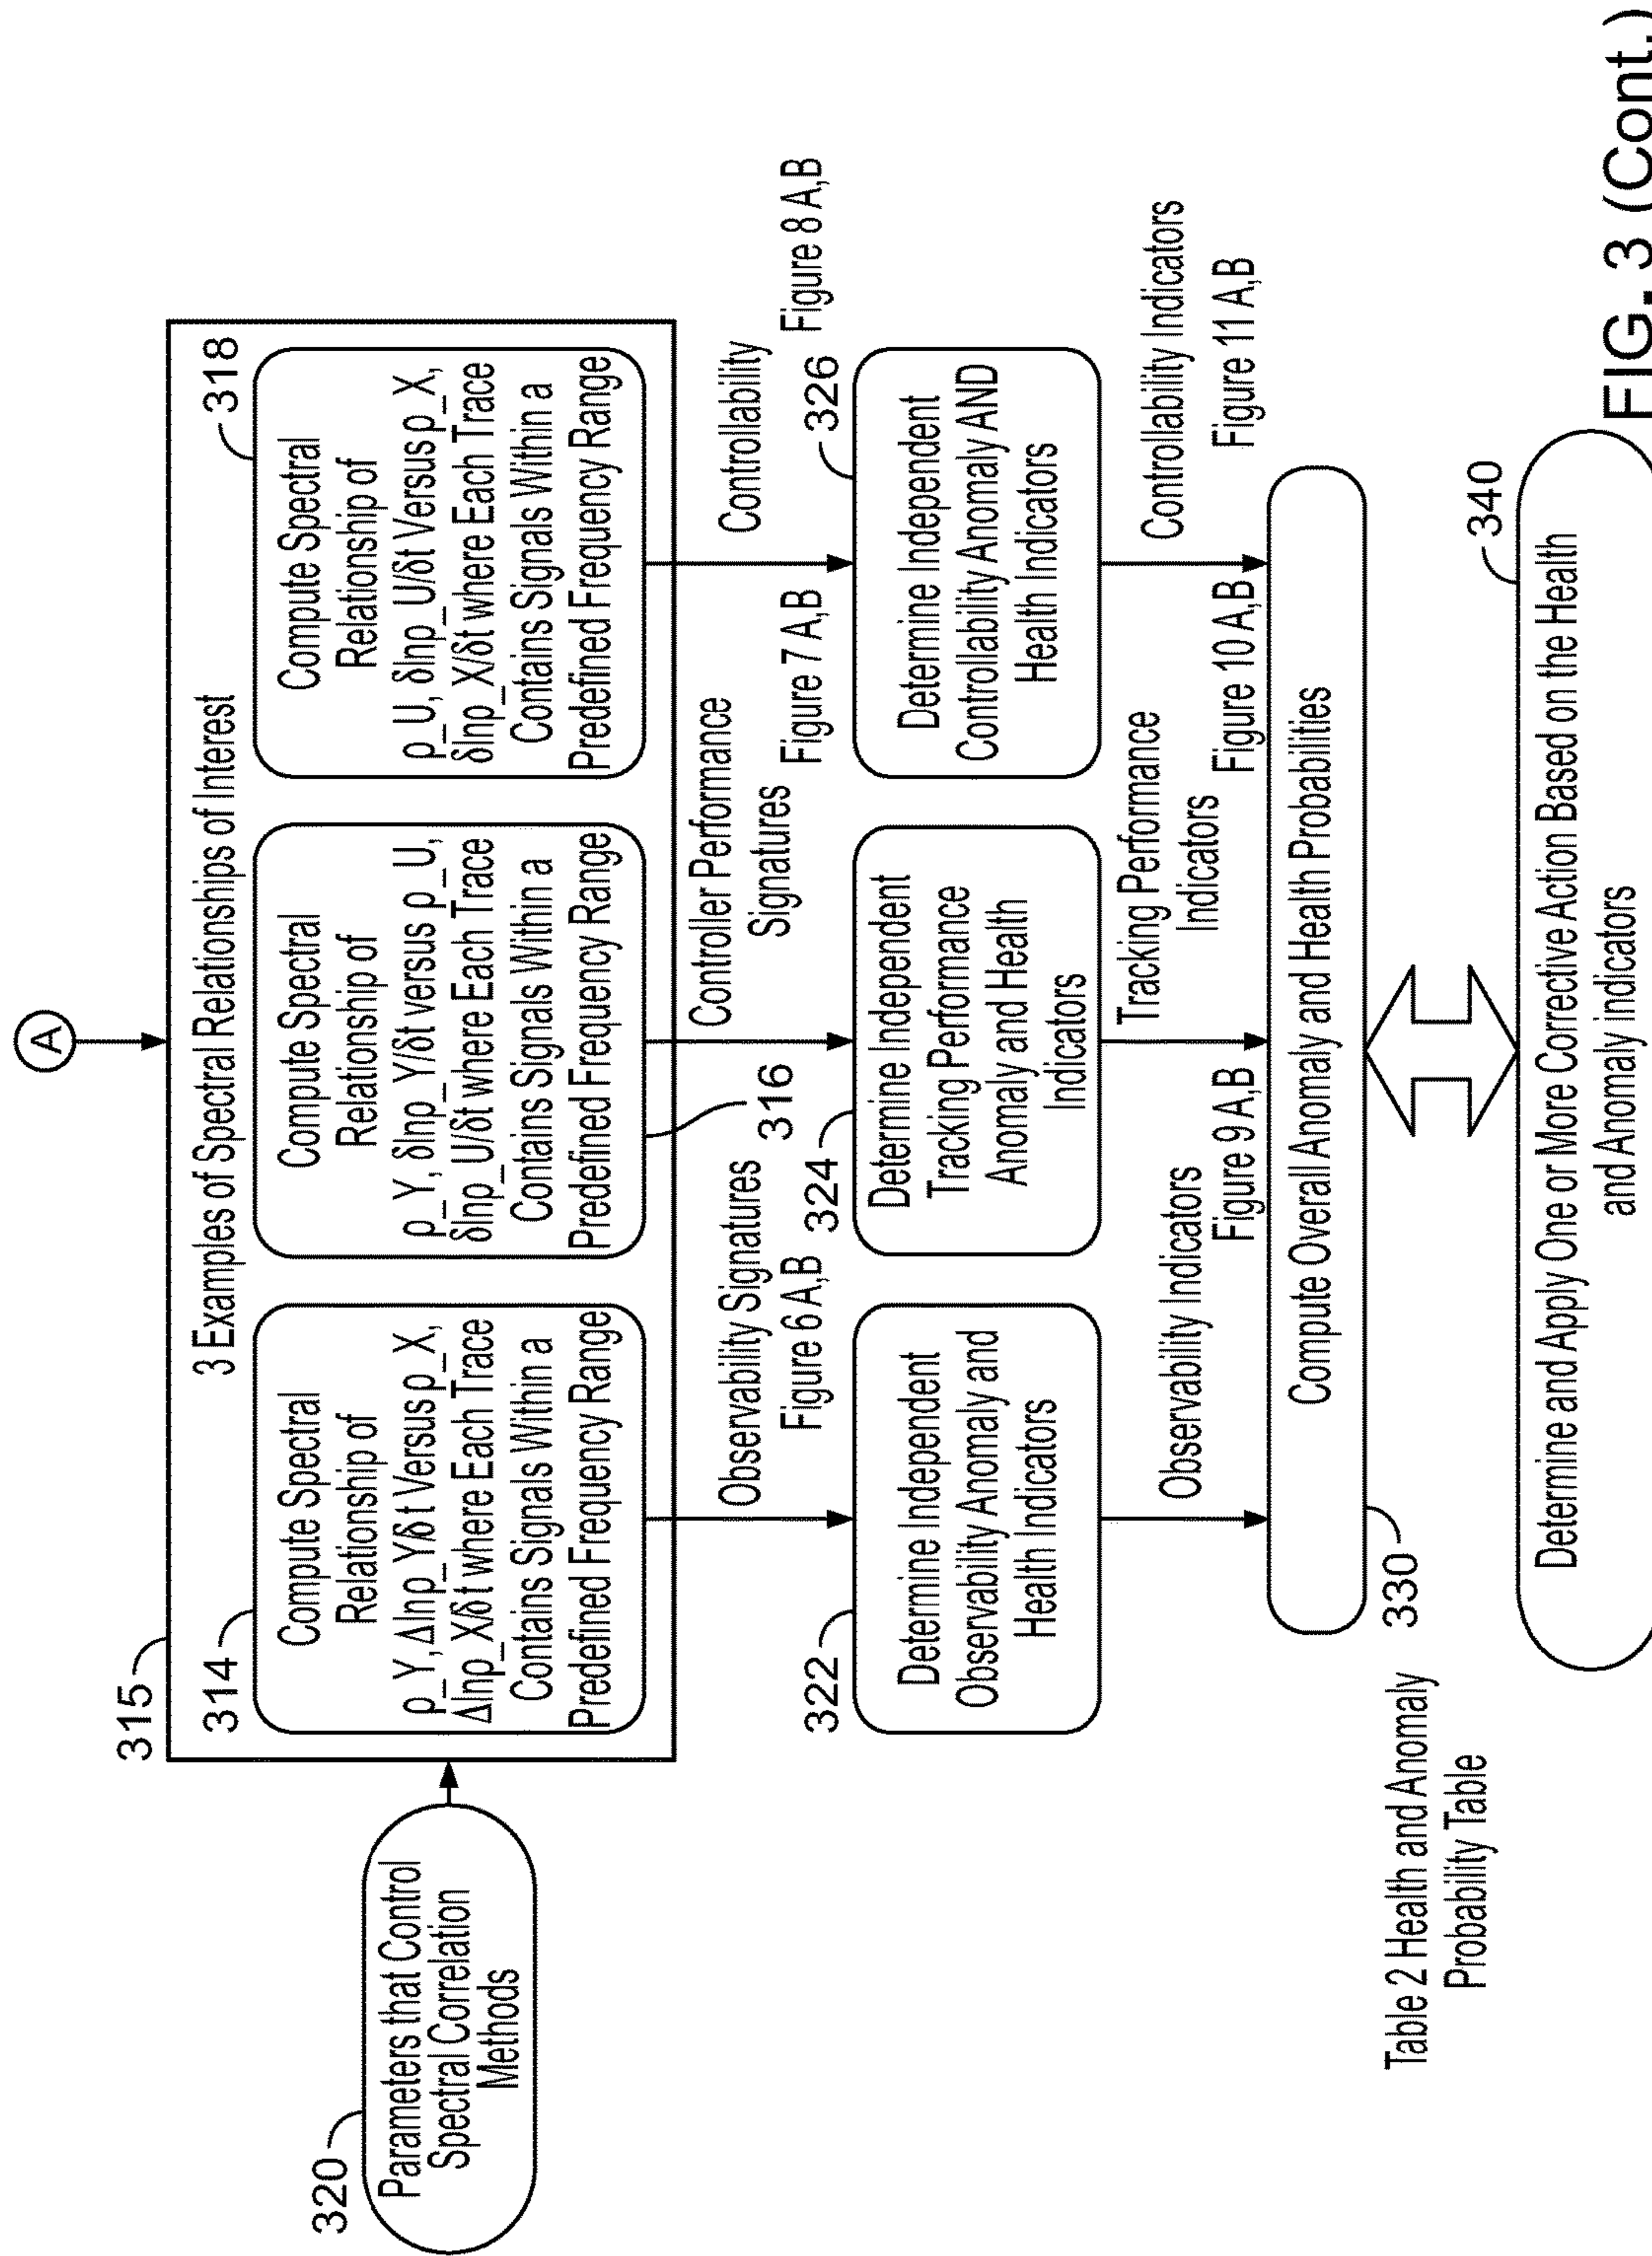 A
315
3 Examples of Spectral Relationships of Interest
320
Parameters that Control
Spectral Correlation
Methods
314
Compute Spectral
Relationship of
ρ_Y, Δlnp_Y/δt Versus ρ_X,
Δlnp_X/δt where Each Trace
Contains Signals Within a
Predefined Frequency Range
Compute Spectral
Relationship of
ρ_Y, δlnp_Y/δt versus ρ_U,
δlnp_U/δt where Each Trace
Contains Signals Within a
Predefined Frequency Range
316
318
Compute Spectral
Relationship of
ρ_U, δlnp_U/δt Versus ρ_X,
δlnp_X/δt where Each Trace
Contains Signals Within a
Predefined Frequency Range
Observability Signatures
Figure 6 A,B
Controller Performance
Signatures
Figure 7 A,B
Controllability
Figure 8 A,B
322
Determine Independent
Observability Anomaly and
Health Indicators
324
Determine Independent
Tracking Performance
Anomaly and Health
Indicators
326
Determine Independent
Controllability Anomaly AND
Health Indicators
Observability Indicators
Figure 9 A,B
Tracking Performance
Indicators
Figure 10 A,B
Controllability Indicators
Figure 11 A,B
Compute Overall Anomaly and Health Probabilities
330
Table 2 Health and Anomaly
Probability Table
340
Determine and Apply One or More Corrective Action Based on the Health
and Anomaly indicators
FIG. 3 (Cont.)